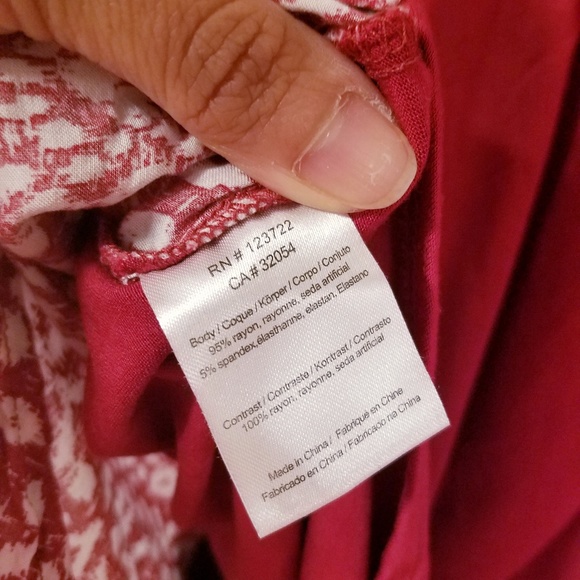 RN # 123722
CA# 32054
Body / Coque / Körper / Corpo / Conjuto
95% rayon, rayonne, seda artificial
5% spandex,élasthanne, elastan, Elastano
Contrast / Contraste / Kontrast / Contrasto
100% rayon, rayonne, seda artificial
Made in China / Fabriqué en Chine
Fabricado en China / Fabricado na China